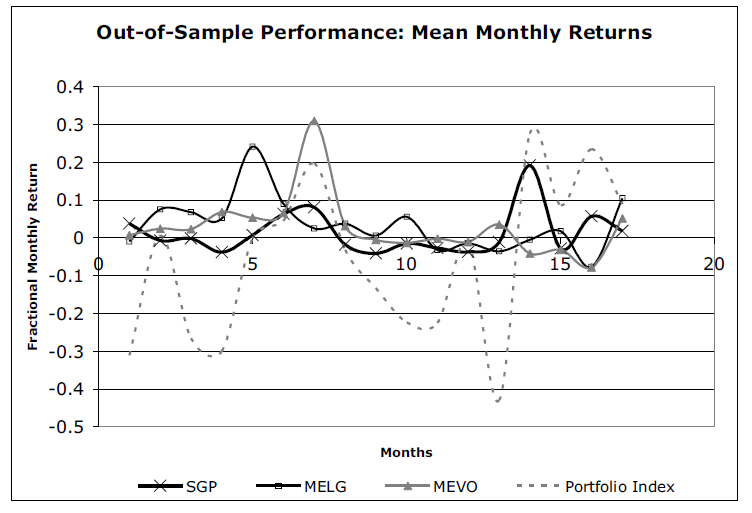 Out-of-Sample Performance: Mean Monthly Returns
Fractional Monthly Return
0.4
0.3
0.2
0.1
0
-0.1
-0.2
-0.3
-0.4
-0.5
0 5 10 15 20
Months
SGP MELG MEVO Portfolio Index